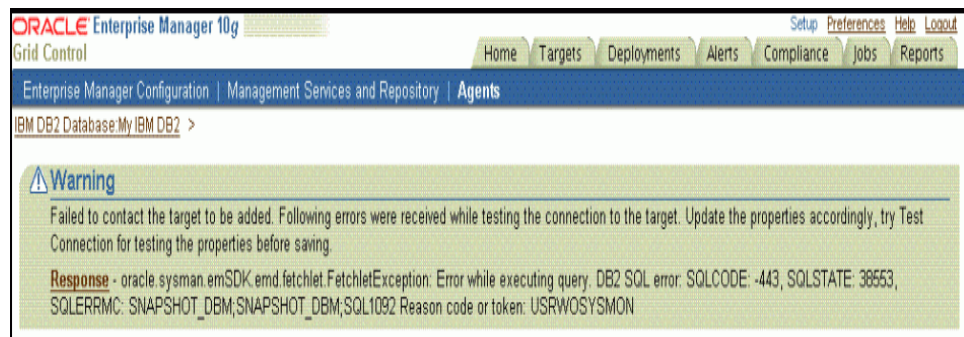 ORACLE Enterprise Manager 10g
Grid Control
Setup Preferences Help Logout
Home Targets Deployments Alerts Compliance Jobs Reports
Enterprise Manager Configuration | Management Services and Repository | Agents
IBM DB2 Database:My IBM DB2 >
Warning
Failed to contact the target to be added. Following errors were received while testing the connection to the target. Update the properties accordingly, try Test
Connection for testing the properties before saving.
Response - oracle.sysman.emSDK.emd.fetchlet.FetchletException: Error while executing query. DB2 SQL error: SQLCODE: -443, SQLSTATE: 38553,
SQLERRMC: SNAPSHOT_DBM;SNAPSHOT_DBM;SQL1092 Reason code or token: USRWOSYSMON